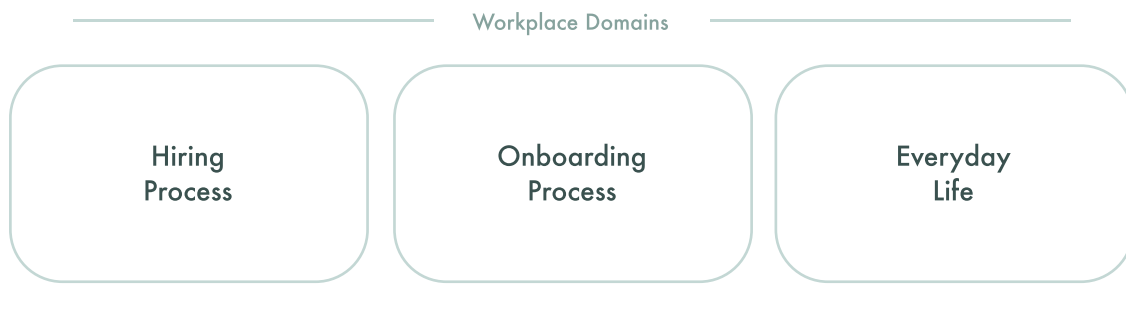 Workplace Domains
Hiring
Process
Onboarding
Process
Everyday
Life